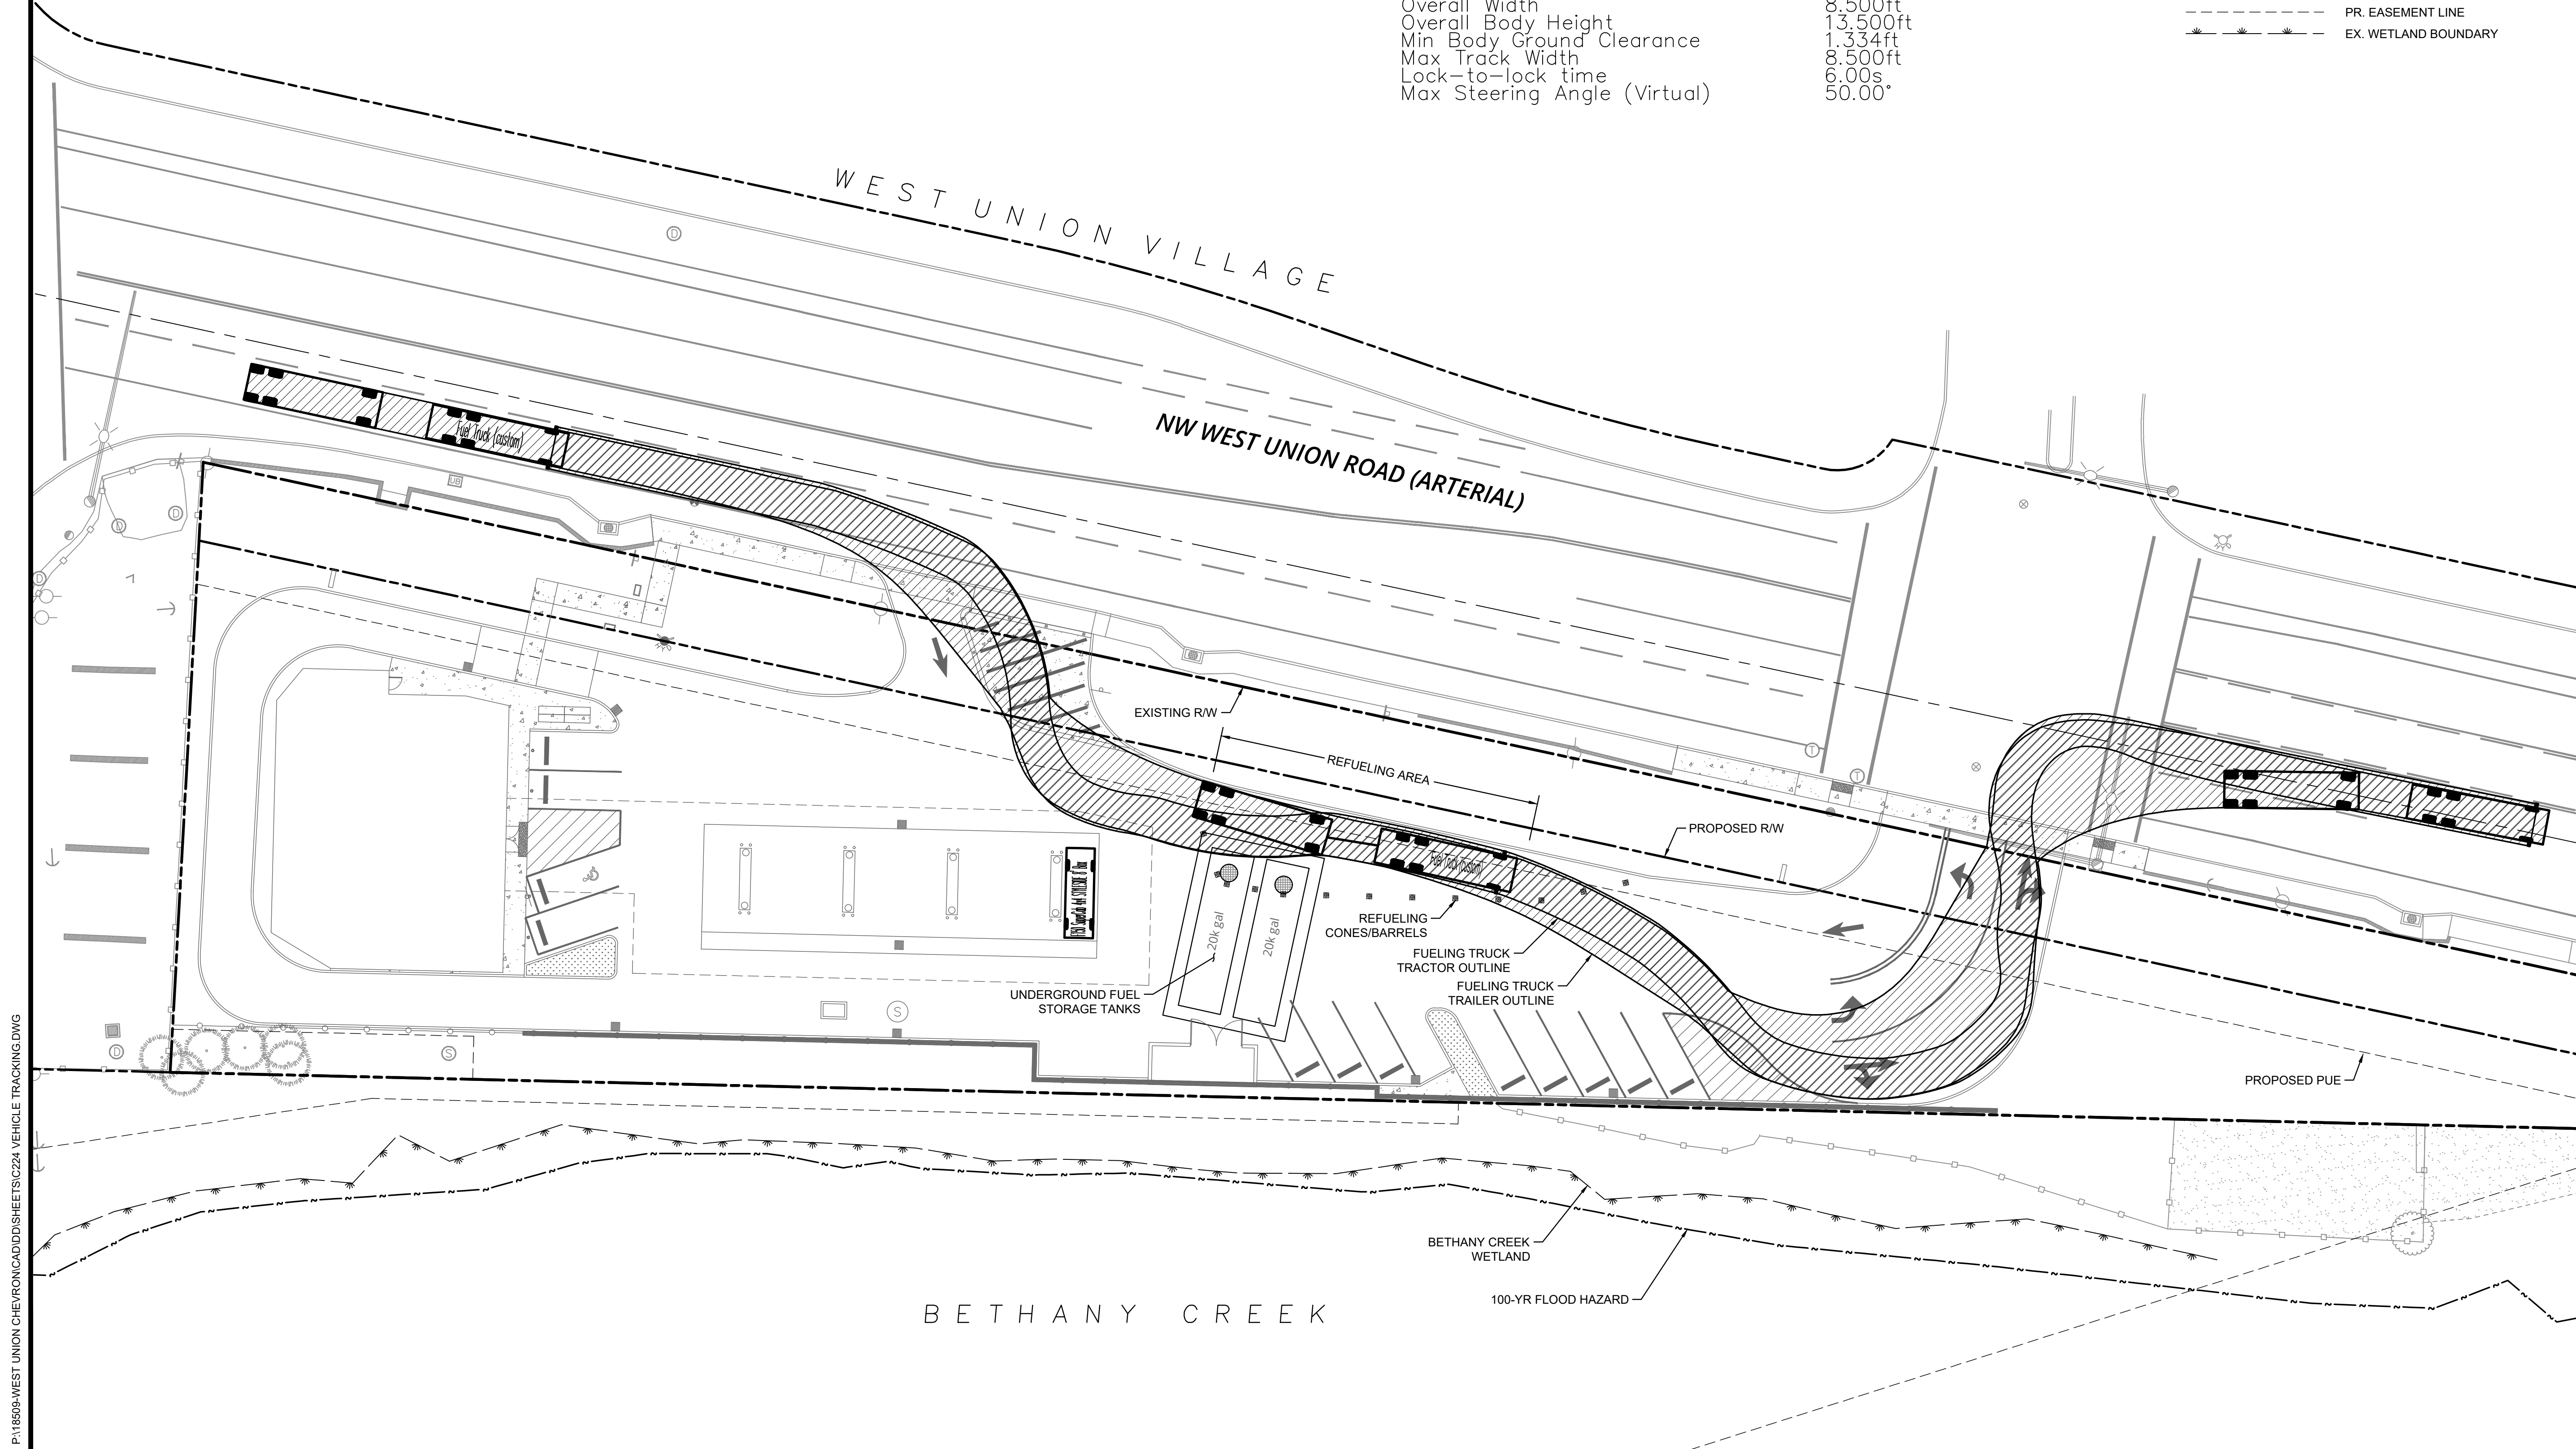 Overall Width 8.500ft
Overall Body Height 13.500ft
Min Body Ground Clearance 1.334ft
Max Track Width 8.500ft
Lock-to-lock time 6.00s
Max Steering Angle (Virtual) 50.00°
PR. EASEMENT LINE
EX. WETLAND BOUNDARY
WEST UNION VILLAGE
D
NW WEST UNION ROAD (ARTERIAL)
Fuel Truck (custom)
UB
D
D
D
EXISTING R/W
REFUELING AREA
T
T
PROPOSED R/W
Fuel Truck (custom)
20k gal
20k gal
REFUELING
CONES/BARRELS
FUELING TRUCK
TRACTOR OUTLINE
FUELING TRUCK
TRAILER OUTLINE
UNDERGROUND FUEL
STORAGE TANKS
S
D
S
PROPOSED PUE
BETHANY CREEK
WETLAND
100-YR FLOOD HAZARD
BETHANY CREEK
P:\18509-WEST UNION CHEVRON\CAD\DD\SHEETS\C224 VEHICLE TRACKING.DWG